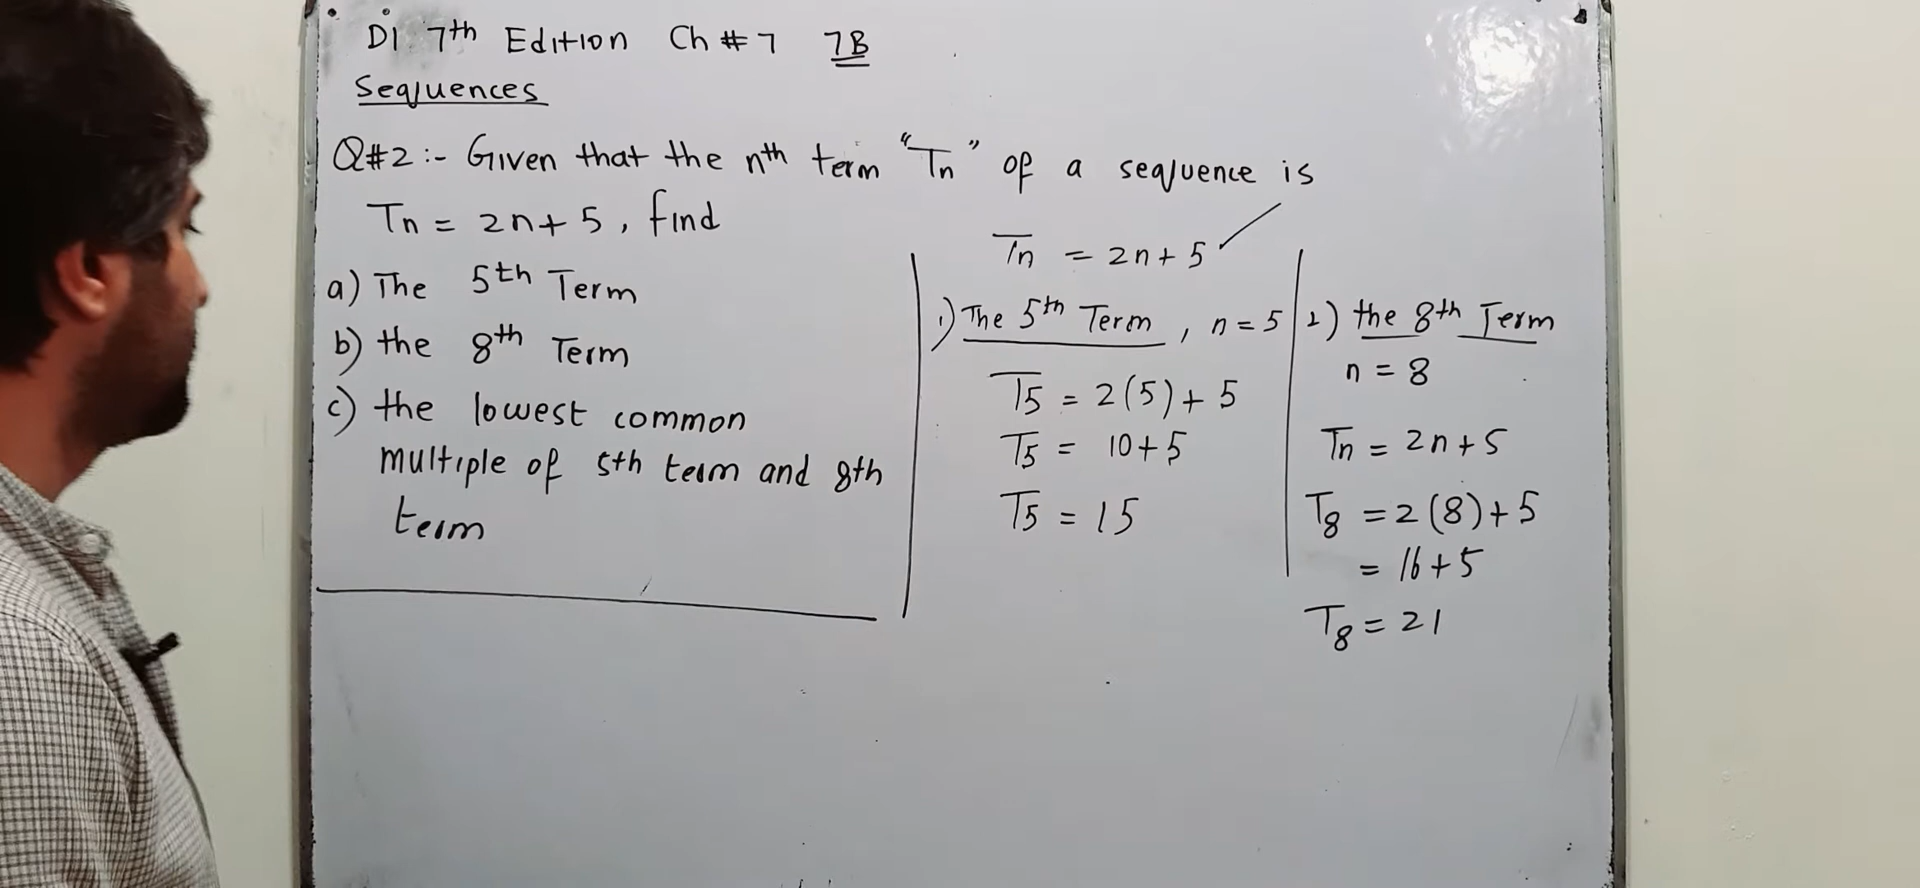 D1 7th Edition Ch # 7 7B
Sequences
Q#2 :- Given that the nth term "Tn" of a sequence is
Tn = 2n + 5, find
a) The 5th Term
b) the 8th Term
c) the lowest common
multiple of 5th term and 8th
term
Tn = 2n + 5
1) The 5th Term, n = 5
T5 = 2(5) + 5
T5 = 10 + 5
T5 = 15
2) the 8th Term
n = 8
Tn = 2n + 5
T8 = 2(8) + 5
= 16 + 5
T8 = 21